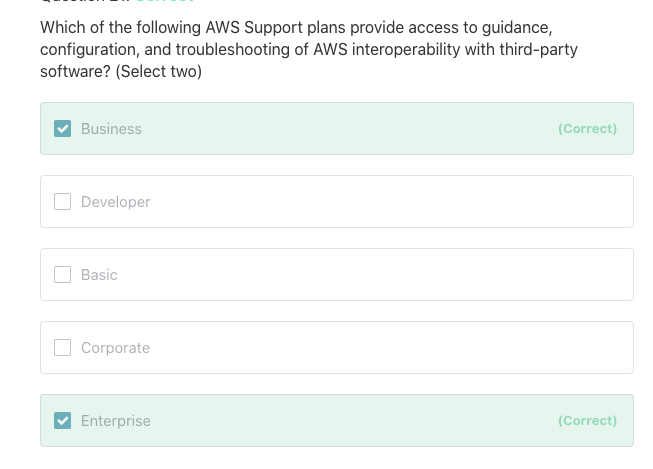 Which of the following AWS Support plans provide access to guidance,
configuration, and troubleshooting of AWS interoperability with third-party
software? (Select two)
Business (Correct)
Developer
Basic
Corporate
Enterprise (Correct)